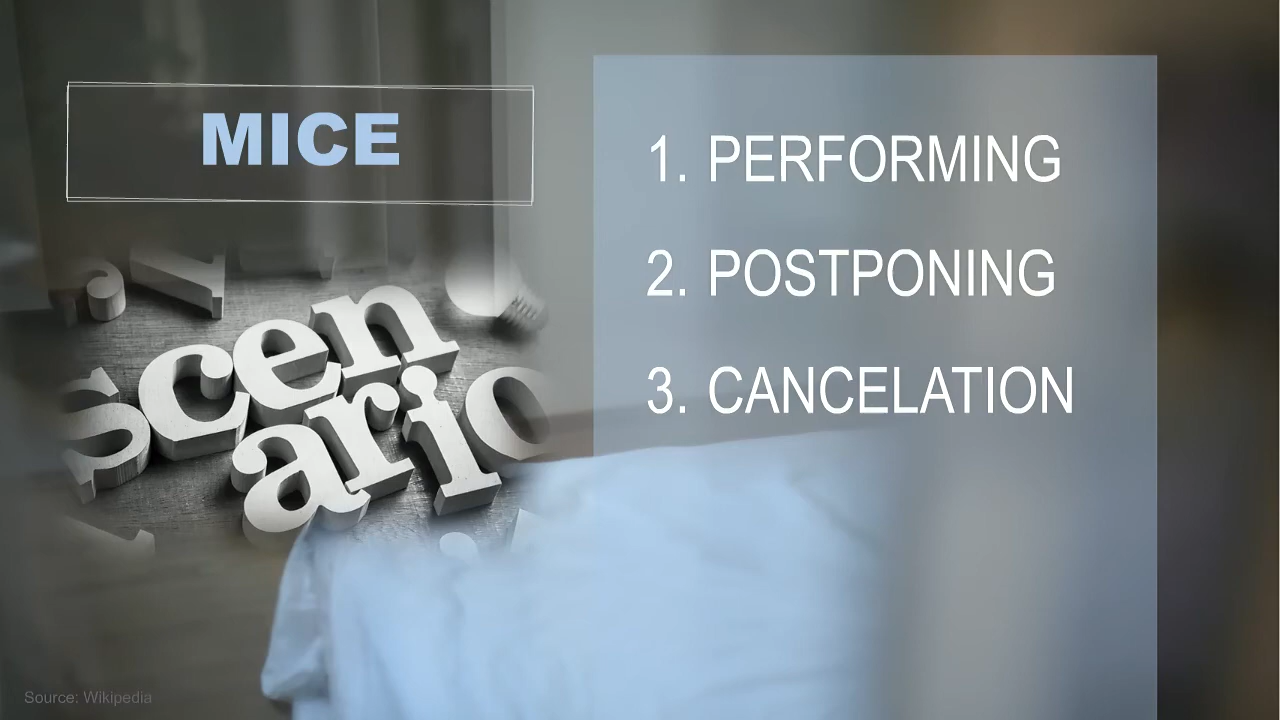 MICE
scen
ario
1. PERFORMING
2. POSTPONING
3. CANCELATION
Source: Wikipedia